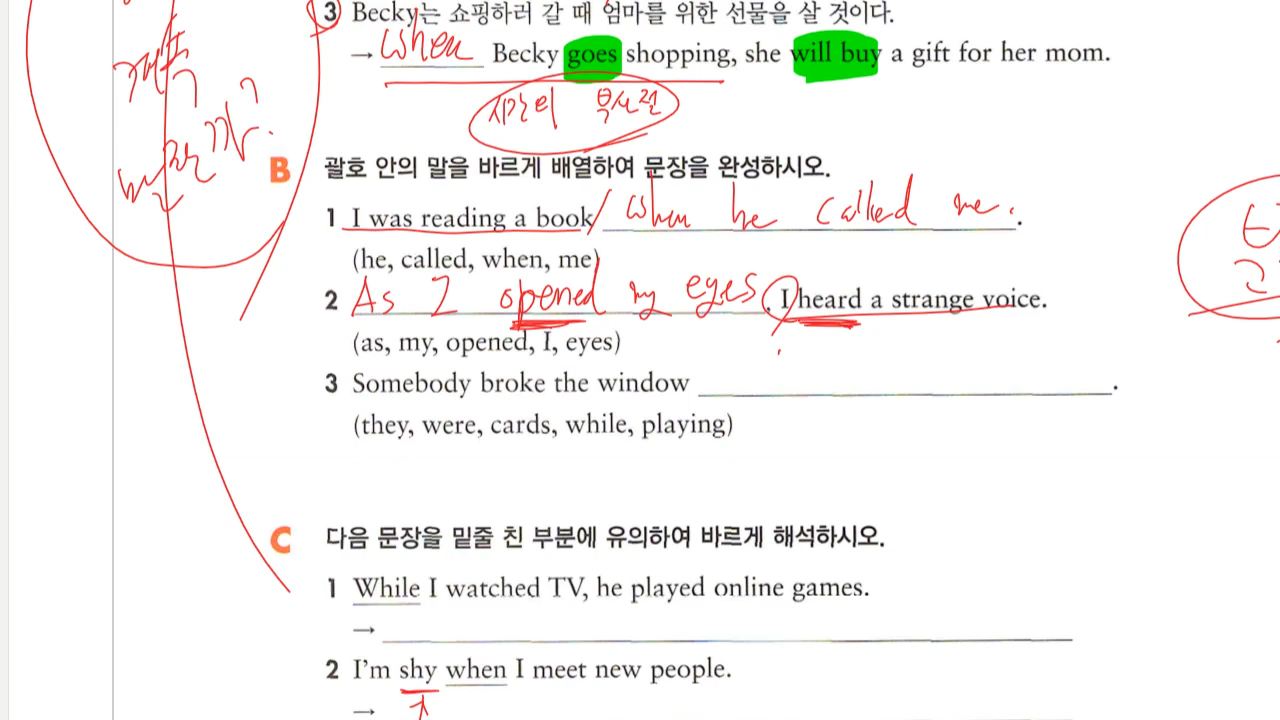 ③ Becky는 쇼핑하러 갈 때 엄마를 위한 선물을 살 것이다.
→ when Becky goes shopping, she will buy a gift for her mom.
시간의 부사절
B 괄호 안의 말을 바르게 배열하여 문장을 완성하시오.
1 I was reading a book / when he called me.
(he, called, when, me)
2 As I opened my eyes, I heard a strange voice.
(as, my, opened, I, eyes)
3 Somebody broke the window .
(they, were, cards, while, playing)
C 다음 문장을 밑줄 친 부분에 유의하여 바르게 해석하시오.
1 While I watched TV, he played online games.
→
2 I'm shy when I meet new people.
→